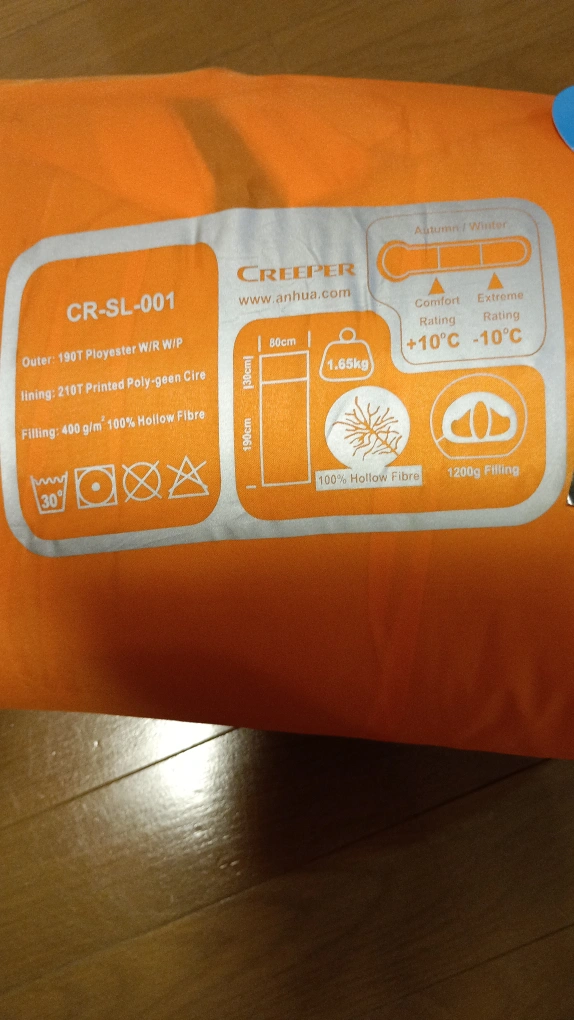 CR-SL-001
Outer: 190T Ployester W/R W/P
lining: 210T Printed Poly-geen Cire
Filling: 400 g/m² 100% Hollow Fibre
30°
CREEPER
www.anhua.com
80cm
30cm
190cm
1.65kg
100% Hollow Fibre
1200g Filling
Autumn / Winter
Comfort Rating
+10°C
Extreme Rating
-10°C